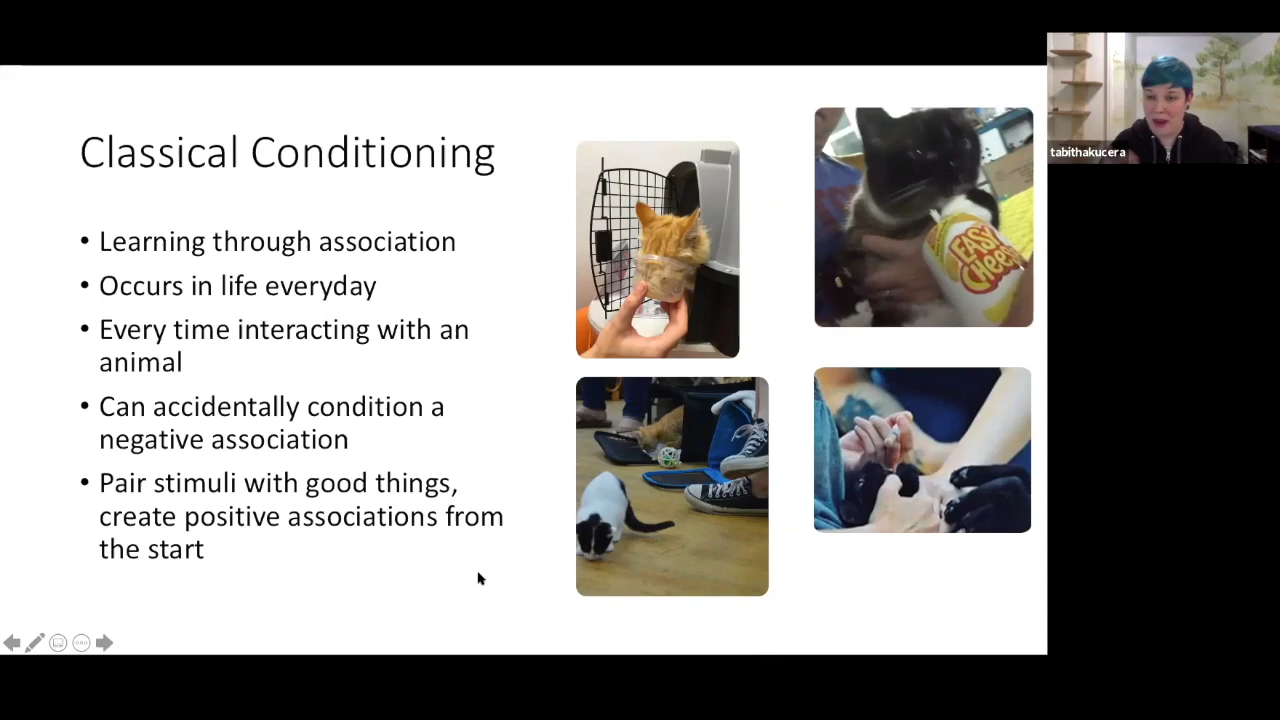 Classical Conditioning
• Learning through association
• Occurs in life everyday
• Every time interacting with an
animal
• Can accidentally condition a
negative association
• Pair stimuli with good things,
create positive associations from
the start
EASY
Cheese
tabithakucera